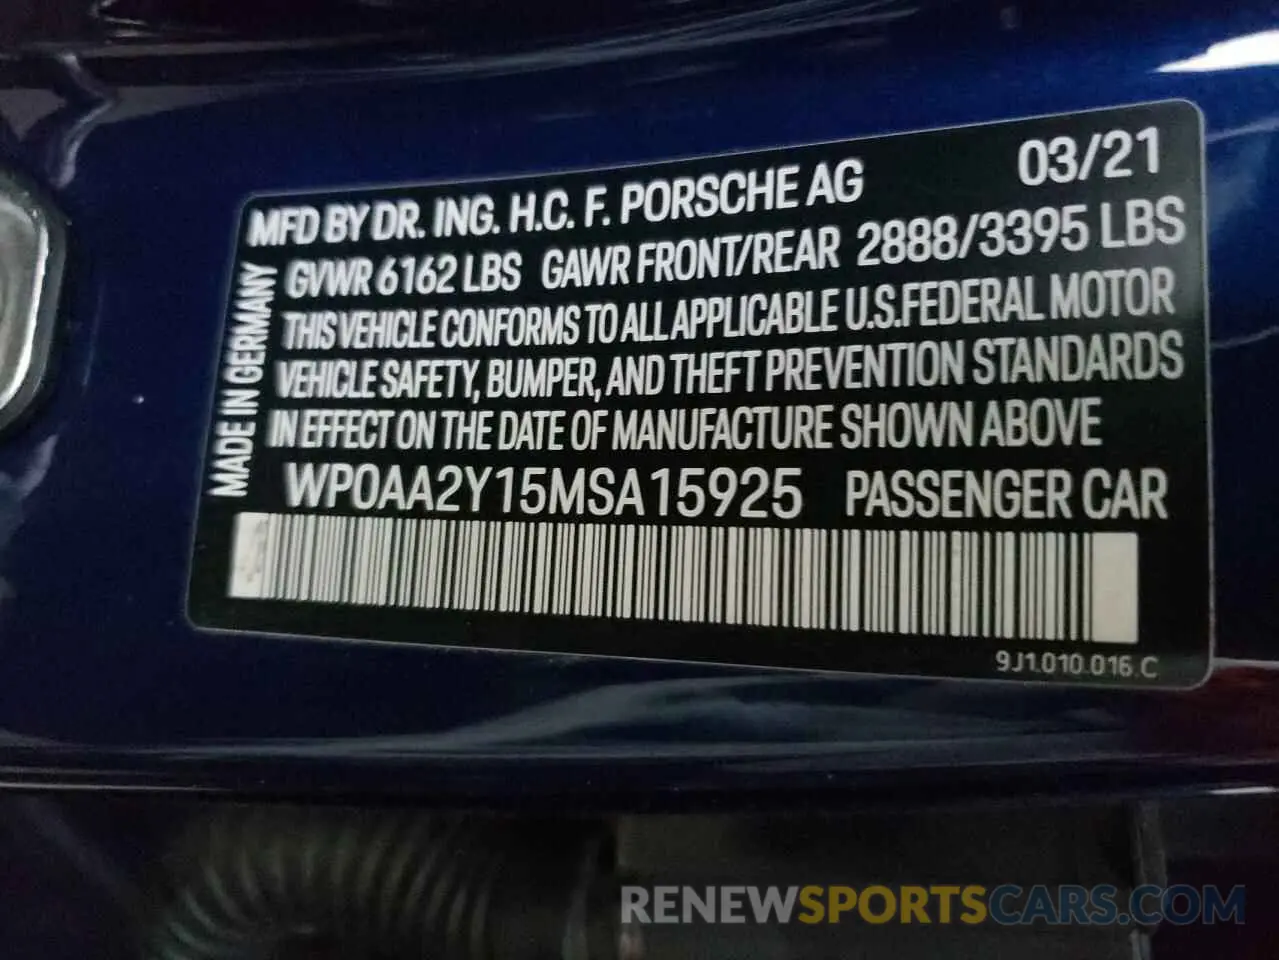 03/21
MFD BY DR. ING. H.C. F. PORSCHE AG
GVWR 6162 LBS GAWR FRONT/REAR 2888/3395 LBS
THIS VEHICLE CONFORMS TO ALL APPLICABLE U.S.FEDERAL MOTOR
VEHICLE SAFETY, BUMPER, AND THEFT PREVENTION STANDARDS
IN EFFECT ON THE DATE OF MANUFACTURE SHOWN ABOVE
WP0AA2Y15MSA15925 PASSENGER CAR
MADE IN GERMANY
9J1.010.016.C
RENEWSPORTSCARS.COM